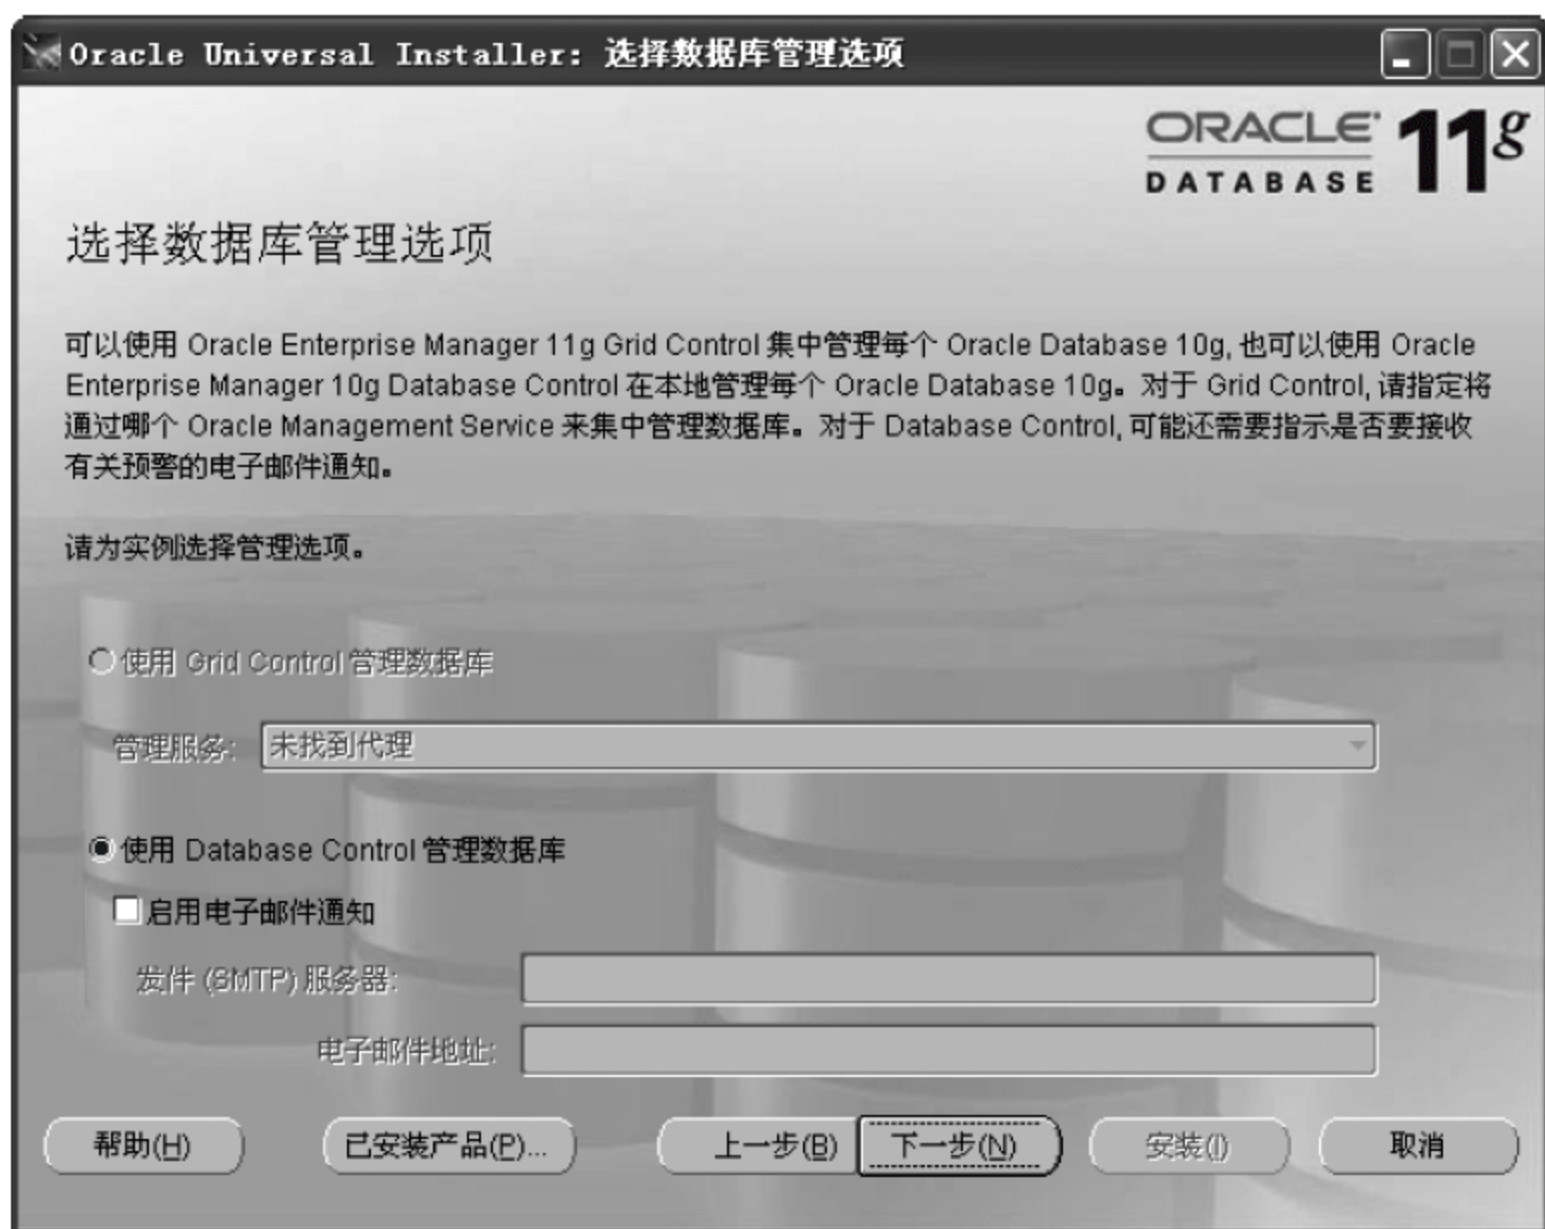 Oracle Universal Installer: 选择数据库管理选项
ORACLE 11g
DATABASE
选择数据库管理选项
可以使用 Oracle Enterprise Manager 11g Grid Control 集中管理每个 Oracle Database 10g, 也可以使用 Oracle
Enterprise Manager 10g Database Control 在本地管理每个 Oracle Database 10g。对于 Grid Control, 请指定将
通过哪个 Oracle Management Service 来集中管理数据库。对于 Database Control, 可能还需要指示是否要接收
有关预警的电子邮件通知。
请为实例选择管理选项。
使用 Grid Control 管理数据库
管理服务: 未找到代理
使用 Database Control 管理数据库
启用电子邮件通知
发件 (SMTP) 服务器:
电子邮件地址:
帮助(H) 已安装产品(P)... 上一步(B) 下一步(N) 安装(I) 取消